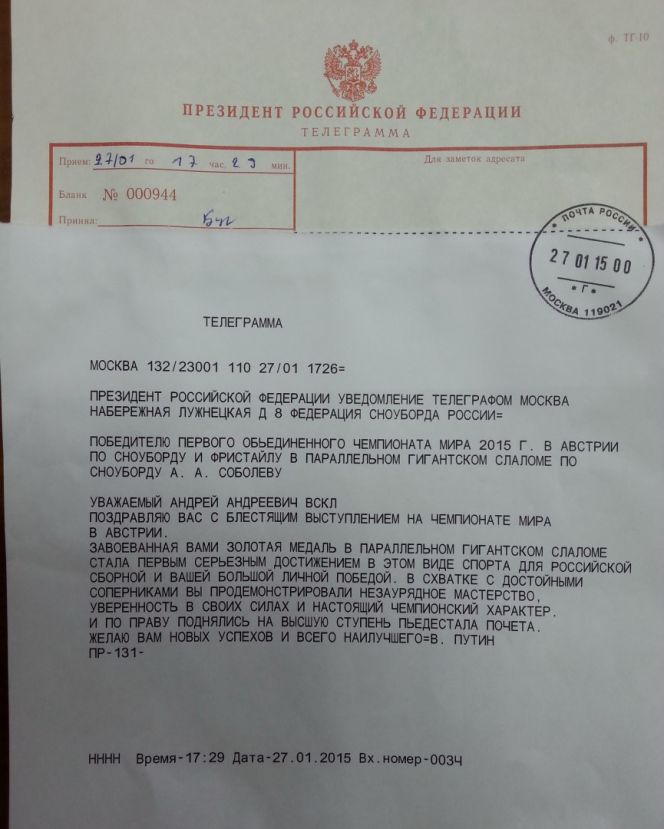 ф. ТГ-10
ПРЕЗИДЕНТ РОССИЙСКОЙ ФЕДЕРАЦИИ
ТЕЛЕГРАММА
Прием: 27/01 го 17 час. 29 мин.
Для заметок адресата
Бланк № 000944
Принял:
* ПОЧТА РОССИИ *
27 01 15 00
* Г *
МОСКВА 119021
ТЕЛЕГРАММА
МОСКВА 132/23001 110 27/01 1726=
ПРЕЗИДЕНТ РОССИЙСКОЙ ФЕДЕРАЦИИ УВЕДОМЛЕНИЕ ТЕЛЕГРАФОМ МОСКВА
НАБЕРЕЖНАЯ ЛУЖНЕЦКАЯ Д 8 ФЕДЕРАЦИЯ СНОУБОРДА РОССИИ=
ПОБЕДИТЕЛЮ ПЕРВОГО ОБЬЕДИНЕННОГО ЧЕМПИОНАТА МИРА 2015 Г. В АВСТРИИ
ПО СНОУБОРДУ И ФРИСТАЙЛУ В ПАРАЛЛЕЛЬНОМ ГИГАНТСКОМ СЛАЛОМЕ ПО
СНОУБОРДУ А. А. СОБОЛЕВУ
УВАЖАЕМЫЙ АНДРЕЙ АНДРЕЕВИЧ ВСКЛ
ПОЗДРАВЛЯЮ ВАС С БЛЕСТЯЩИМ ВЫСТУПЛЕНИЕМ НА ЧЕМПИОНАТЕ МИРА
В АВСТРИИ.
ЗАВОЕВАННАЯ ВАМИ ЗОЛОТАЯ МЕДАЛЬ В ПАРАЛЛЕЛЬНОМ ГИГАНТСКОМ СЛАЛОМЕ
СТАЛА ПЕРВЫМ СЕРЬЕЗНЫМ ДОСТИЖЕНИЕМ В ЭТОМ ВИДЕ СПОРТА ДЛЯ РОССИЙСКОЙ
СБОРНОЙ И ВАШЕЙ БОЛЬШОЙ ЛИЧНОЙ ПОБЕДОЙ. В СХВАТКЕ С ДОСТОЙНЫМИ
СОПЕРНИКАМИ ВЫ ПРОДЕМОНСТРИРОВАЛИ НЕЗАУРЯДНОЕ МАСТЕРСТВО,
УВЕРЕННОСТЬ В СВОИХ СИЛАХ И НАСТОЯЩИЙ ЧЕМПИОНСКИЙ ХАРАКТЕР.
И ПО ПРАВУ ПОДНЯЛИСЬ НА ВЫСШУЮ СТУПЕНЬ ПЬЕДЕСТАЛА ПОЧЕТА.
ЖЕЛАЮ ВАМ НОВЫХ УСПЕХОВ И ВСЕГО НАИЛУЧШЕГО=В. ПУТИН
ПР-131-
НННН Время-17:29 Дата-27.01.2015 Вх.номер-0034